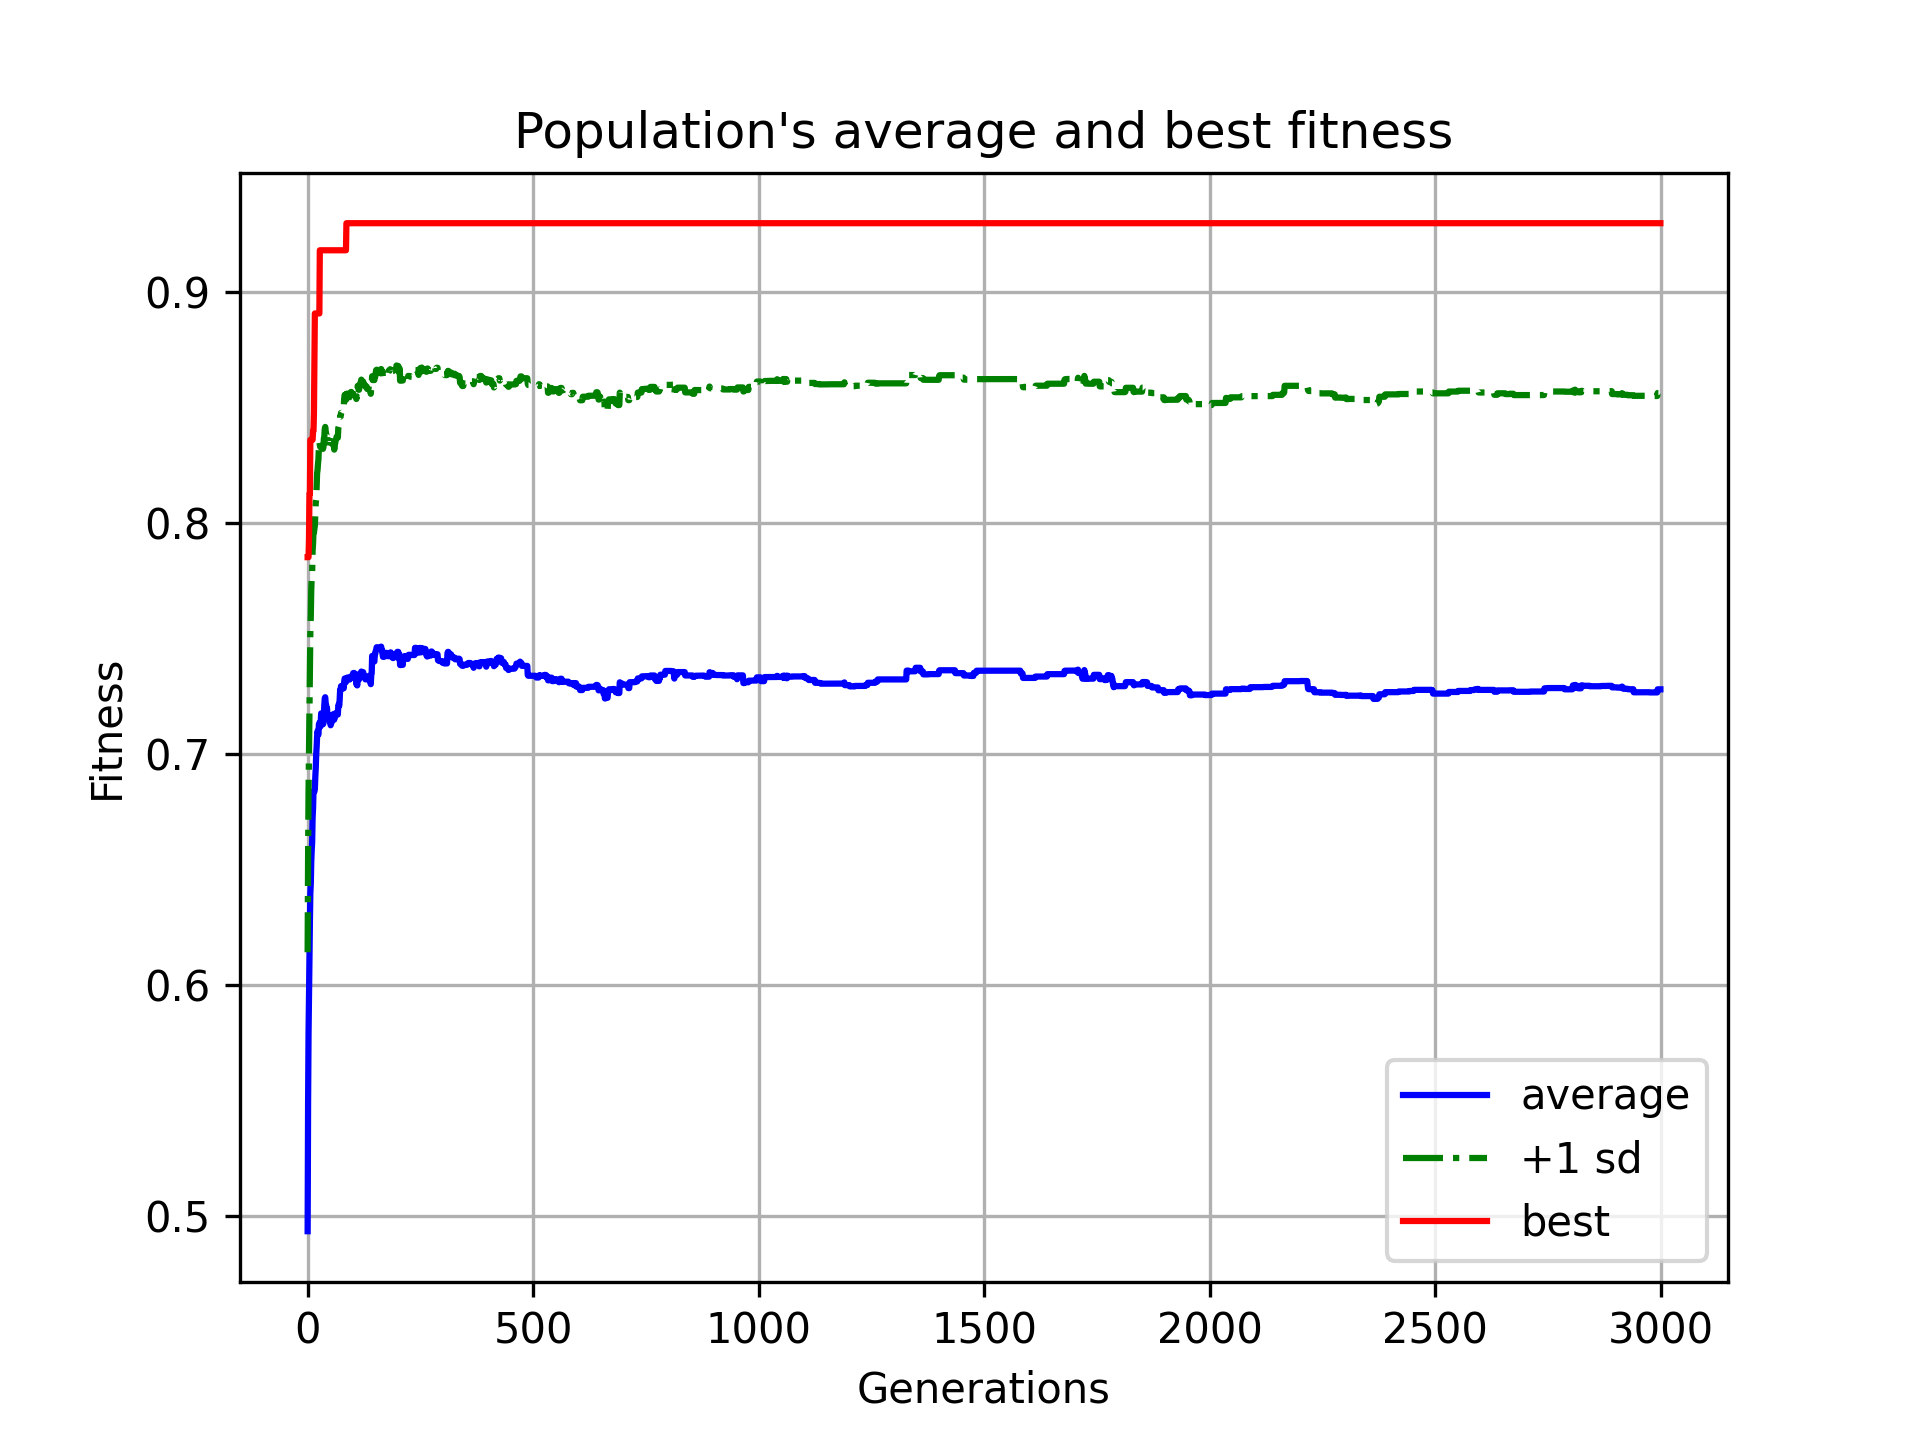 Population's average and best fitness
Fitness
0.9
0.8
0.7
0.6
0.5
0
500
1000
1500
2000
2500
3000
Generations
average
+1 sd
best